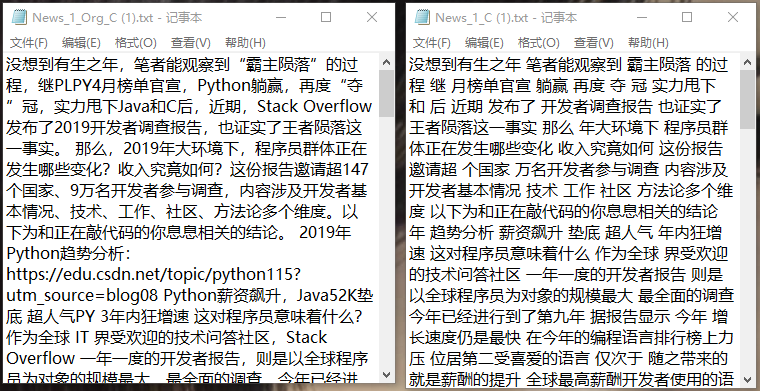 News_1_Org_C (1).txt - 记事本
文件(F) 编辑(E) 格式(O) 查看(V) 帮助(H)
没想到有生之年，笔者能观察到“霸主陨落”的过
程，继PLPY4月榜单官宣，Python躺赢，再度“夺
”冠，实力甩下Java和C后，近期，Stack Overflow
发布了2019开发者调查报告，也证实了王者陨落这
一事实。 那么，2019年大环境下，程序员群体正在
发生哪些变化？收入究竟如何？这份报告邀请超147
个国家、9万名开发者参与调查，内容涉及开发者基
本情况、技术、工作、社区、方法论多个维度。以
下为和正在敲代码的你息息相关的结论。 2019年
Python趋势分析：
https://edu.csdn.net/topic/python115?
utm_source=blog08 Python薪资飙升，Java52K垫
底 超人气PY 3年内狂增速 这对程序员意味着什么？
作为全球 IT 界受欢迎的技术问答社区，Stack
Overflow 一年一度的开发者报告，则是以全球程序
员为对象的规模最大、最全面的调查，今年已经进
News_1_C (1).txt - 记事本
文件(F) 编辑(E) 格式(O) 查看(V) 帮助(H)
没想到有生之年 笔者能观察到 霸主陨落 的过
程 继 月榜单官宣 躺赢 再度 夺 冠 实力甩下
和 后 近期 发布了 开发者调查报告 也证实了
王者陨落这一事实 那么 年大环境下 程序员群
体正在发生哪些变化 收入究竟如何 这份报告
邀请超 个国家 万名开发者参与调查 内容涉及
开发者基本情况 技术 工作 社区 方法论多个维
度 以下为和正在敲代码的你息息相关的结论
年 趋势分析 薪资飙升 垫底 超人气 年内狂增
速 这对程序员意味着什么 作为全球 界受欢迎
的技术问答社区 一年一度的开发者报告 则是
以全球程序员为对象的规模最大 最全面的调查
今年已经进行到了第九年 据报告显示 今年 增
长速度仍是最快 在今年的编程语言排行榜上力
压 位居第二受喜爱的语言 仅次于 随之带来的
就是薪酬的提升 全球最高薪酬开发者使用的语